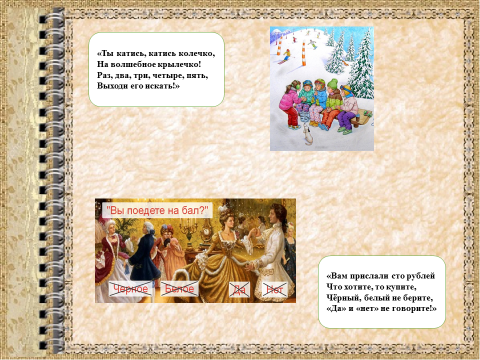 «Ты катись, катись колечко,
На волшебное крылечко!
Раз, два, три, четыре, пять,
Выходи его искать!»
"Вы поедете на бал?"
Черное Белое Да Нет
«Вам прислали сто рублей
Что хотите, то купите,
Чёрный, белый не берите,
«Да» и «нет» не говорите!»